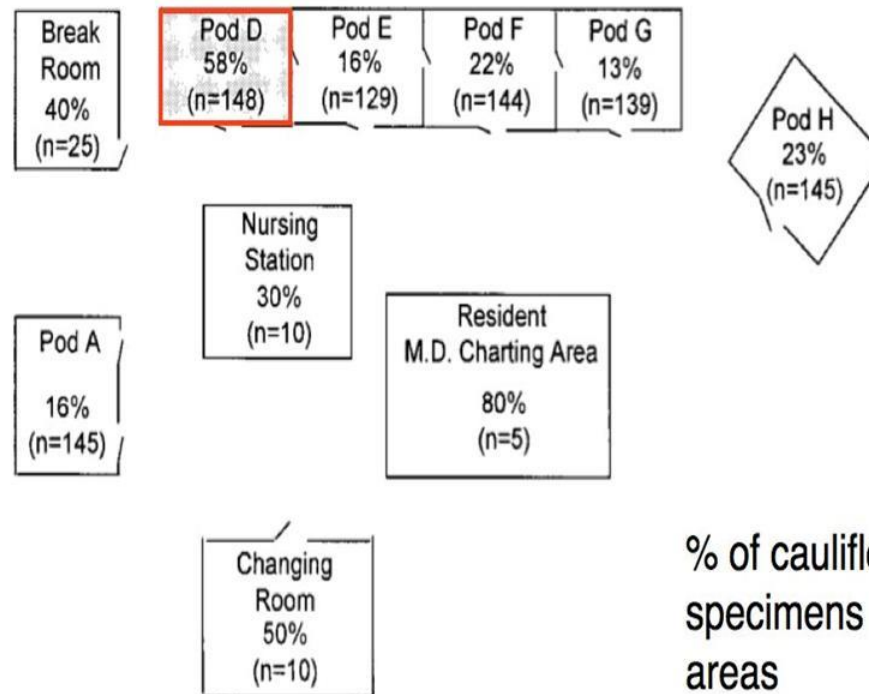 Break
Room
40%
(n=25)
Pod D
58%
(n=148)
Pod E
16%
(n=129)
Pod F
22%
(n=144)
Pod G
13%
(n=139)
Pod H
23%
(n=145)
Nursing
Station
30%
(n=10)
Resident
M.D. Charting Area
80%
(n=5)
Pod A
16%
(n=145)
Changing
Room
50%
(n=10)
% of
specimens
areas